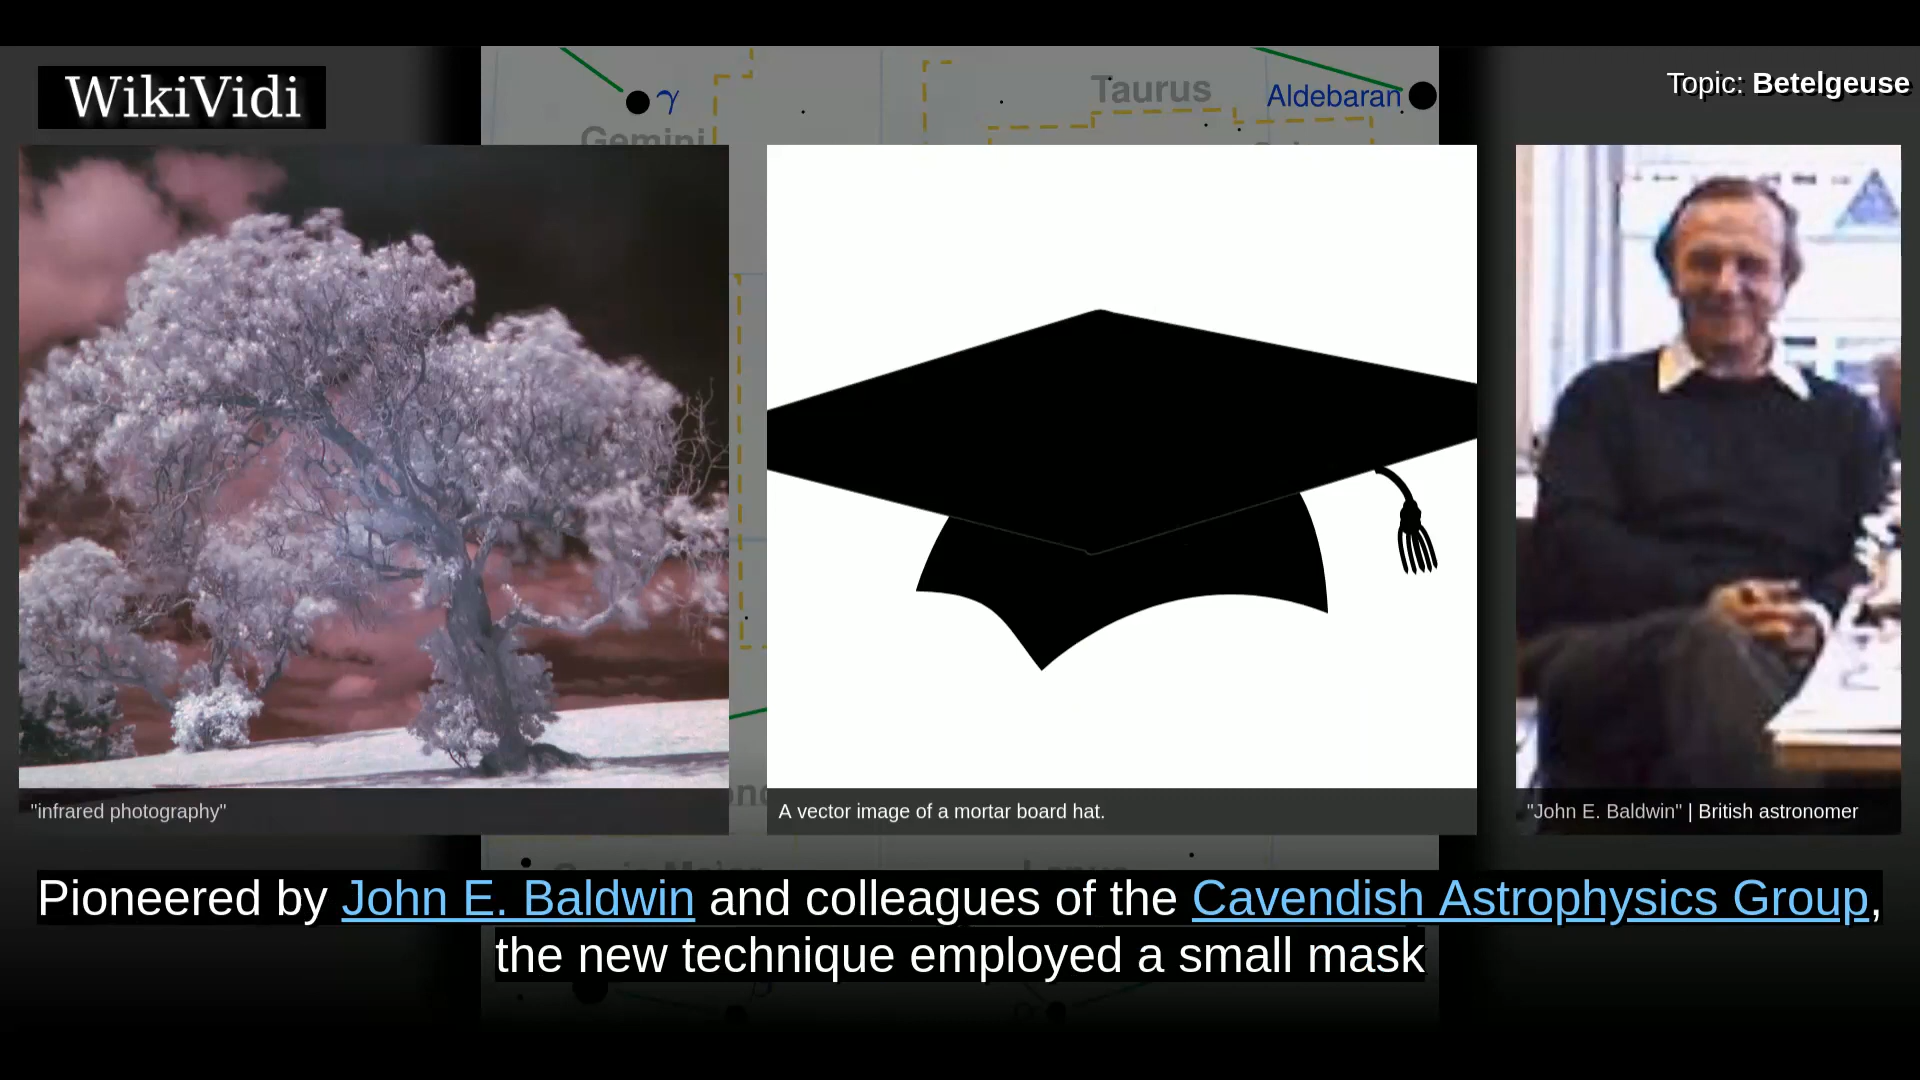 WikiVidi
Topic: Betelgeuse
γ
Taurus
Aldebaran
Gemini
"infrared photography"
A vector image of a mortar board hat.
"John E. Baldwin" | British astronomer
Pioneered by John E. Baldwin and colleagues of the Cavendish Astrophysics Group,
the new technique employed a small mask